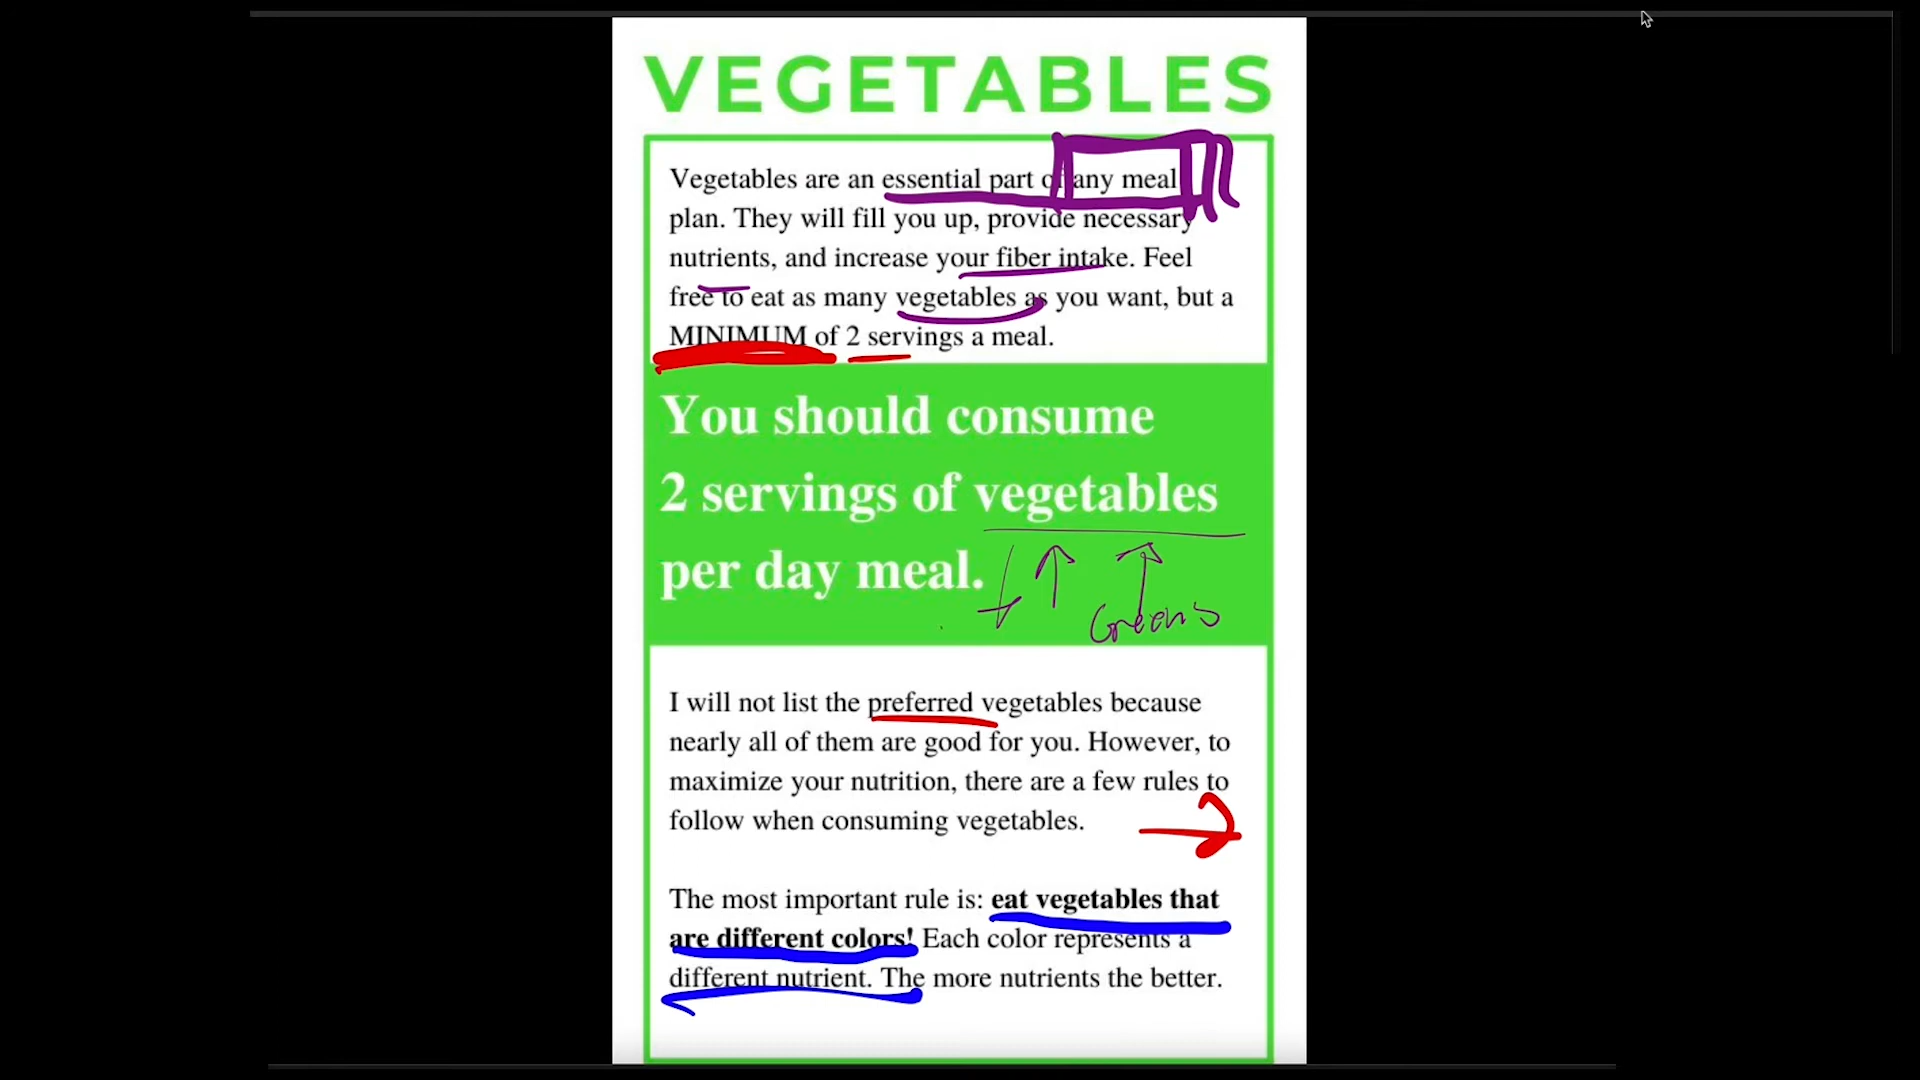 VEGETABLES
Vegetables are an essential part of any meal
plan. They will fill you up, provide necessary
nutrients, and increase your fiber intake. Feel
free to eat as many vegetables as you want, but a
MINIMUM of 2 servings a meal.
You should consume
2 servings of vegetables
per day meal.
Greens
I will not list the preferred vegetables because
nearly all of them are good for you. However, to
maximize your nutrition, there are a few rules to
follow when consuming vegetables.
The most important rule is: eat vegetables that
are different colors! Each color represents a
different nutrient. The more nutrients the better.